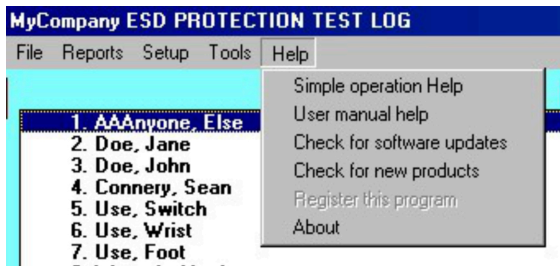 MyCompany ESD PROTECTION TEST LOG
File Reports Setup Tools Help
Simple operation Help
User manual help
Check for software updates
Check for new products
Register this program
About
1. AAAnyone, Else
2. Doe, Jane
3. Doe, John
4. Connery, Sean
5. Use, Switch
6. Use, Wrist
7. Use, Foot